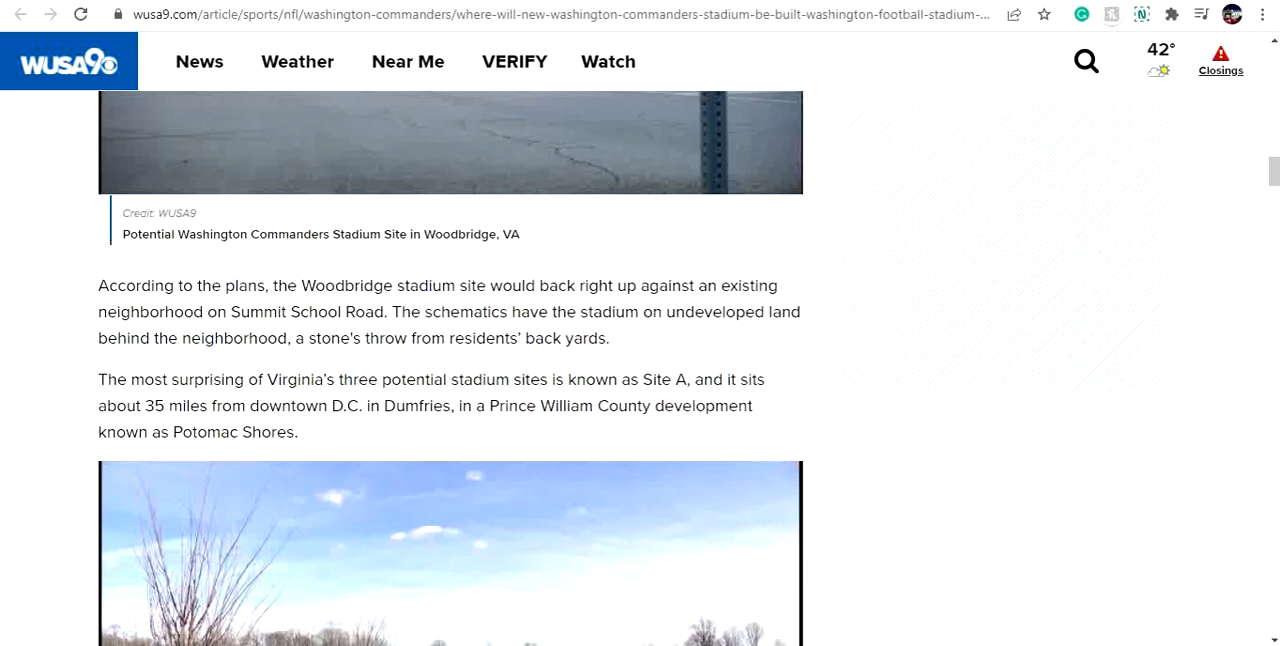 wusa9.com/article/sports/nfl/washington-commanders/where-will-new-washington-commanders-stadium-be-built-washington-football-stadium-...
WUSA9
News Weather Near Me VERIFY Watch
42°
Closings
Credit: WUSA9
Potential Washington Commanders Stadium Site in Woodbridge, VA
According to the plans, the Woodbridge stadium site would back right up against an existing
neighborhood on Summit School Road. The schematics have the stadium on undeveloped land
behind the neighborhood, a stone's throw from residents’ back yards.
The most surprising of Virginia’s three potential stadium sites is known as Site A, and it sits
about 35 miles from downtown D.C. in Dumfries, in a Prince William County development
known as Potomac Shores.